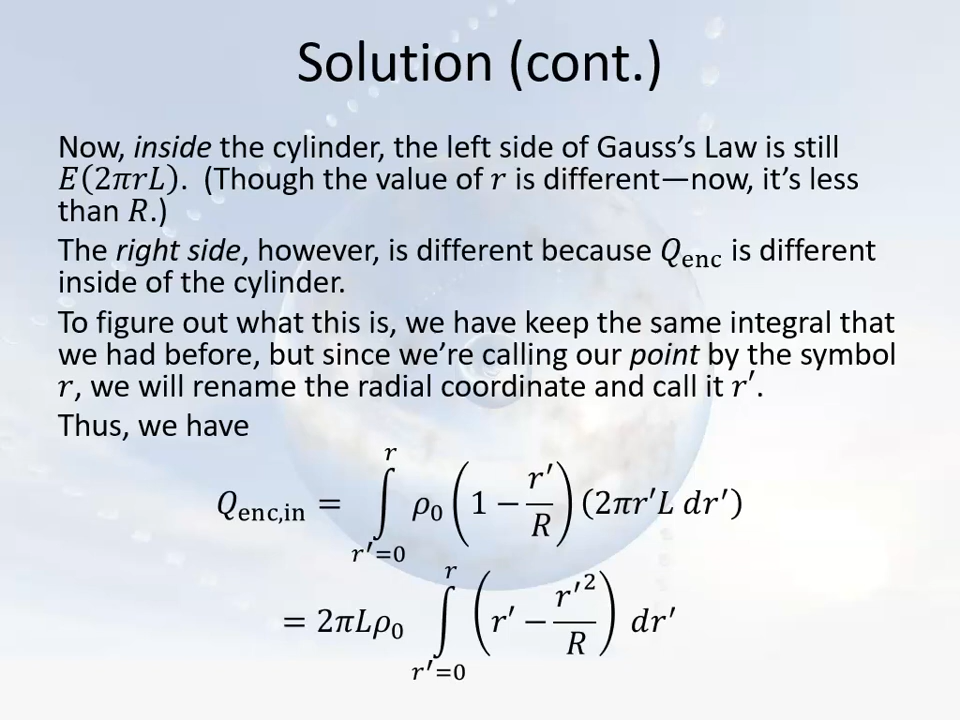 Solution (cont.)
Now, inside the cylinder, the left side of Gauss's Law is still
E(2πrL). (Though the value of r is different—now, it's less
than R.)
The right side, however, is different because Q_enc is different
inside of the cylinder.
To figure out what this is, we have keep the same integral that
we had before, but since we're calling our point by the symbol
r, we will rename the radial coordinate and call it r′.
Thus, we have
Q_enc,in = ∫_{r′=0}^{r} ρ₀ (1 − r′/R) (2πr′L dr′)
= 2πLρ₀ ∫_{r′=0}^{r} (r′ − r′²/R) dr′